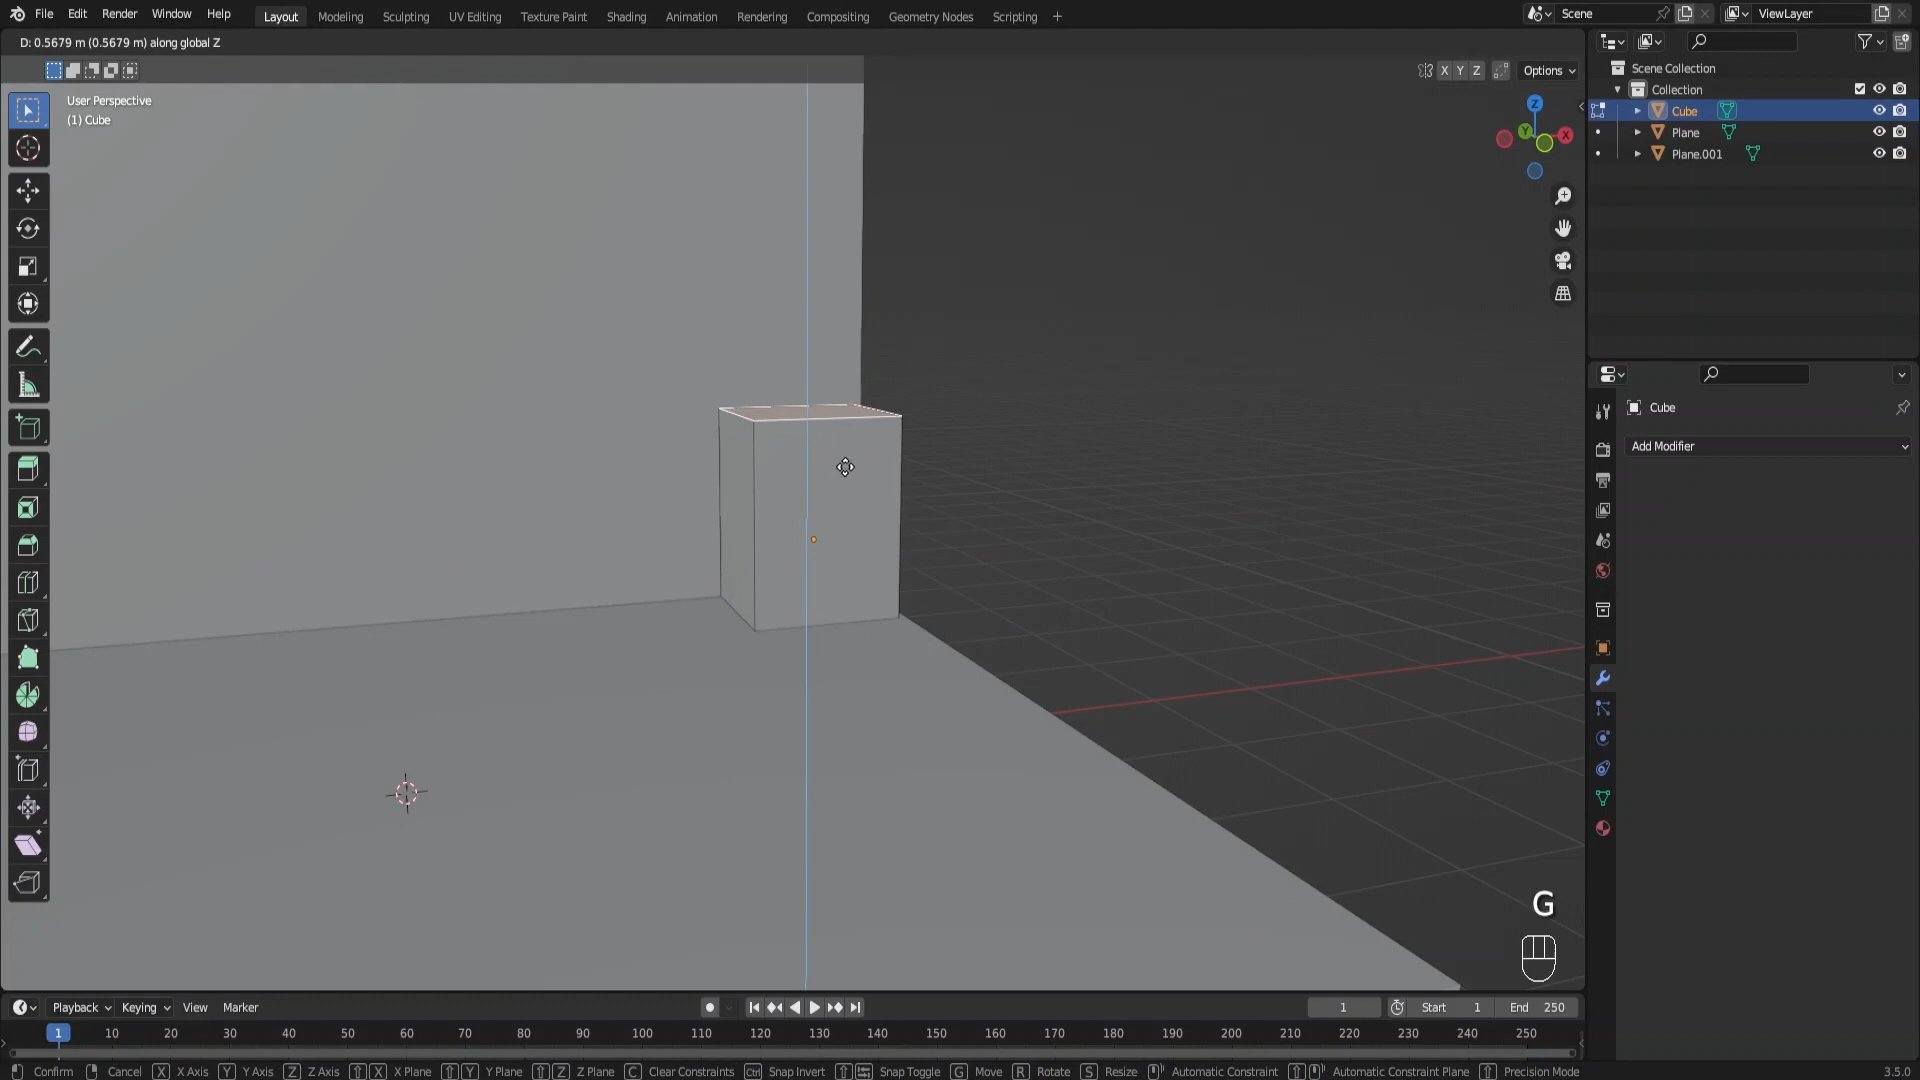 File Edit Render Window Help Layout Modeling Sculpting UV Editing Texture Paint Shading Animation Rendering Compositing Geometry Nodes Scripting + Scene ViewLayer
D: 0.5679 m (0.5679 m) along global Z
X Y Z Options
User Perspective
(1) Cube
Z
Y
X
Scene Collection
Collection
Cube
Plane
Plane.001
Cube
Add Modifier
G
Playback Keying View Marker 1 Start 1 End 250
1 10 20 30 40 50 60 70 80 90 100 110 120 130 140 150 160 170 180 190 200 210 220 230 240 250
Confirm Cancel X X Axis Y Y Axis Z Z Axis X X Plane Y Y Plane Z Z Plane C Clear Constraints Ctrl Snap Invert Snap Toggle G Move R Rotate S Resize Automatic Constraint Automatic Constraint Plane Precision Mode 3.5.0